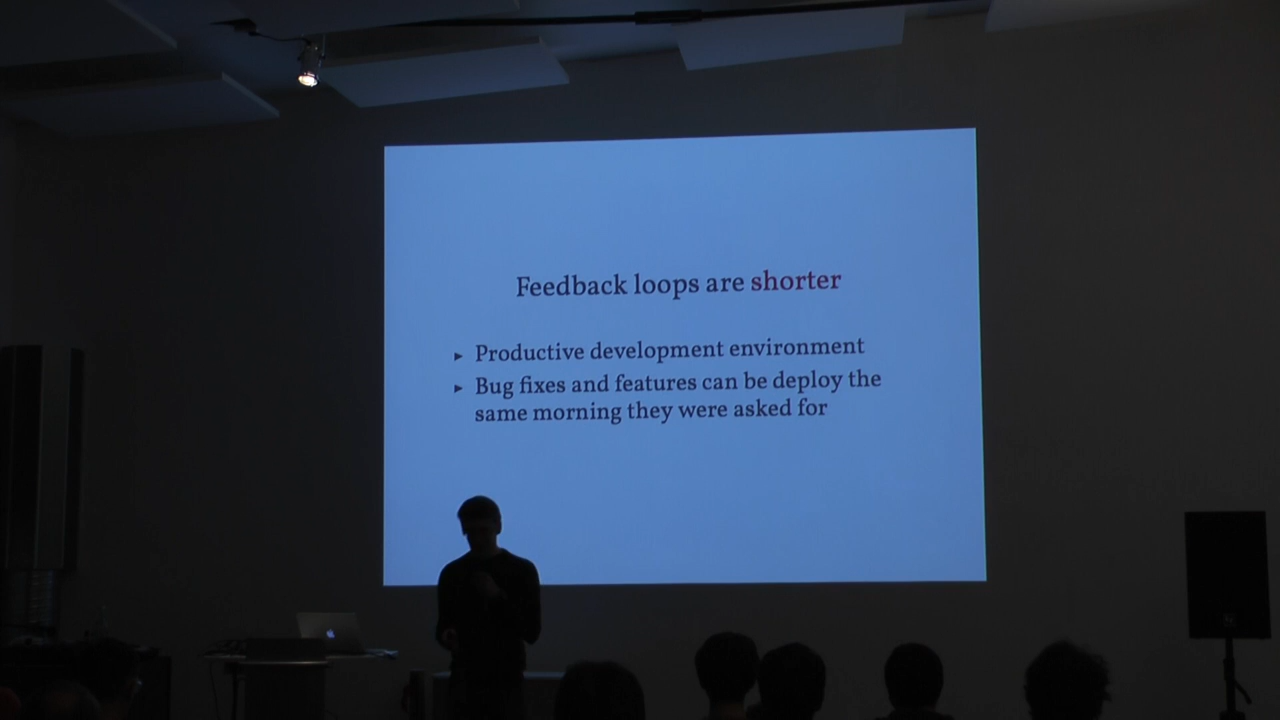 Feedback loops are shorter
▸ Productive development environment
▸ Bug fixes and features can be deploy the
same morning they were asked for